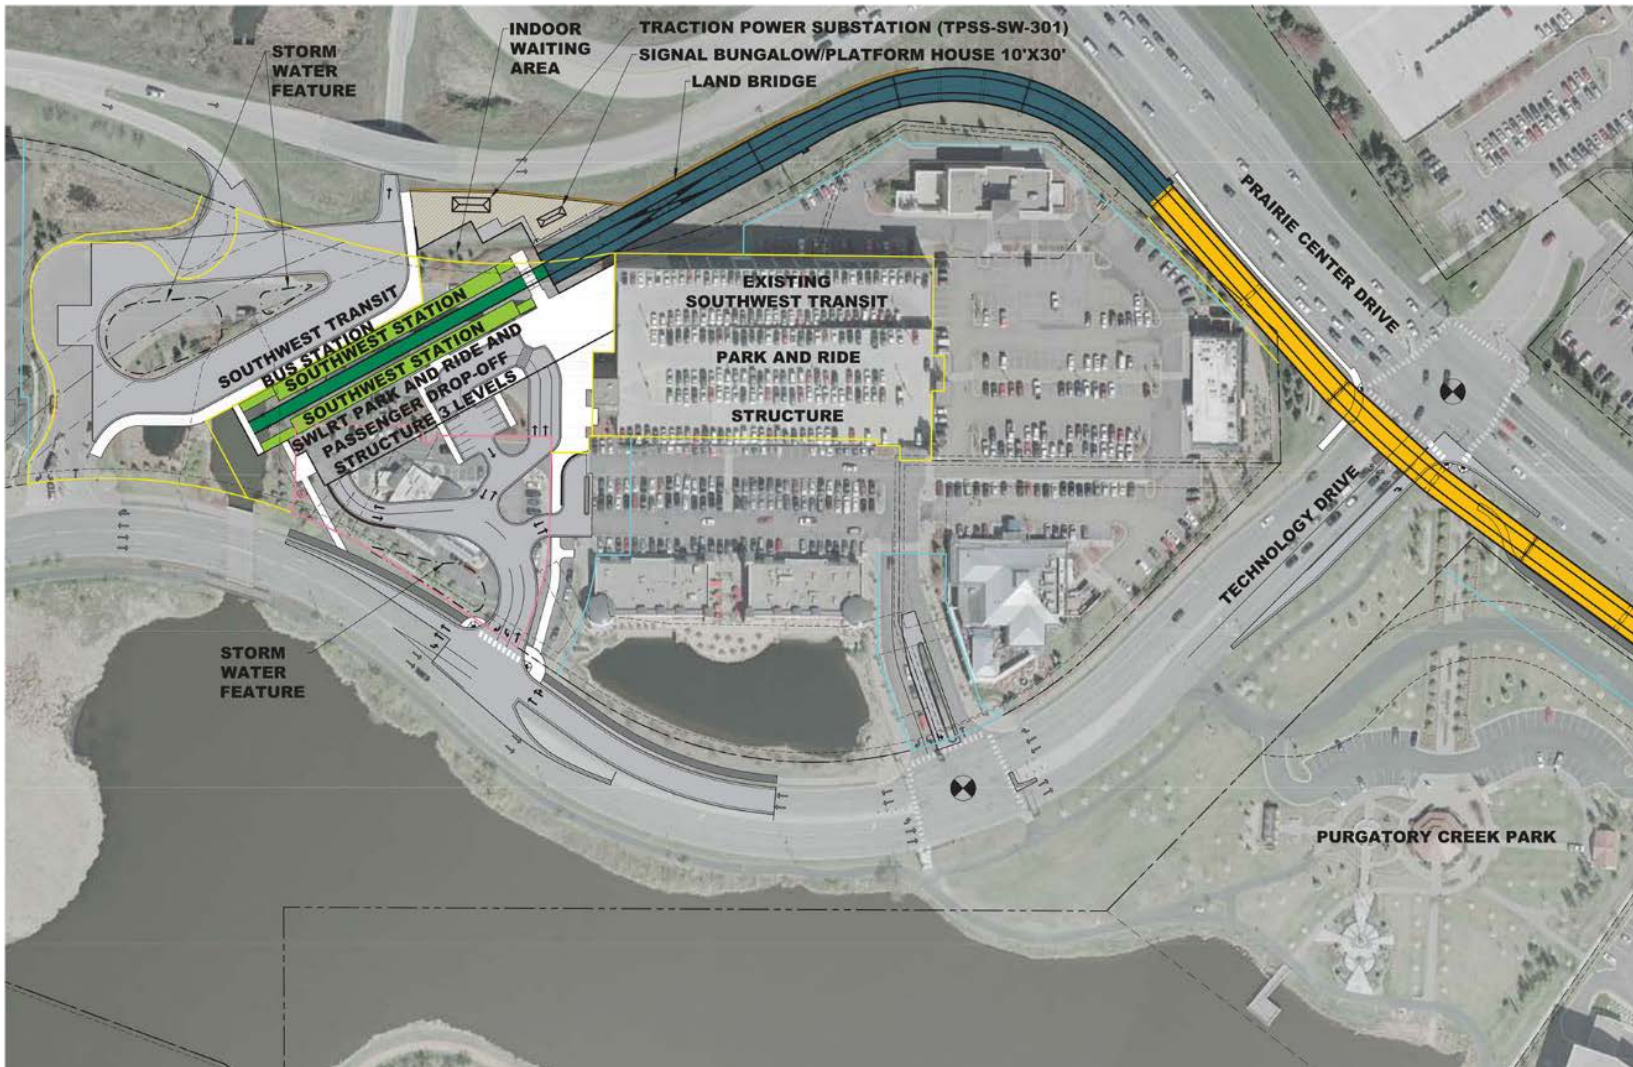 STORM
WATER
FEATURE
INDOOR
WAITING
AREA
TRACTION POWER SUBSTATION (TPSS-SW-301)
SIGNAL BUNGALOW/PLATFORM HOUSE 10'X30'
LAND BRIDGE
PRAIRIE CENTER DRIVE
SOUTHWEST TRANSIT
BUS STATION
SOUTHWEST STATION
SOUTHWEST STATION
SWLRT PARK AND RIDE AND
PASSENGER DROP-OFF
STRUCTURE 3 LEVELS
EXISTING
SOUTHWEST TRANSIT
PARK AND RIDE
STRUCTURE
TECHNOLOGY DRIVE
STORM
WATER
FEATURE
PURGATORY CREEK PARK